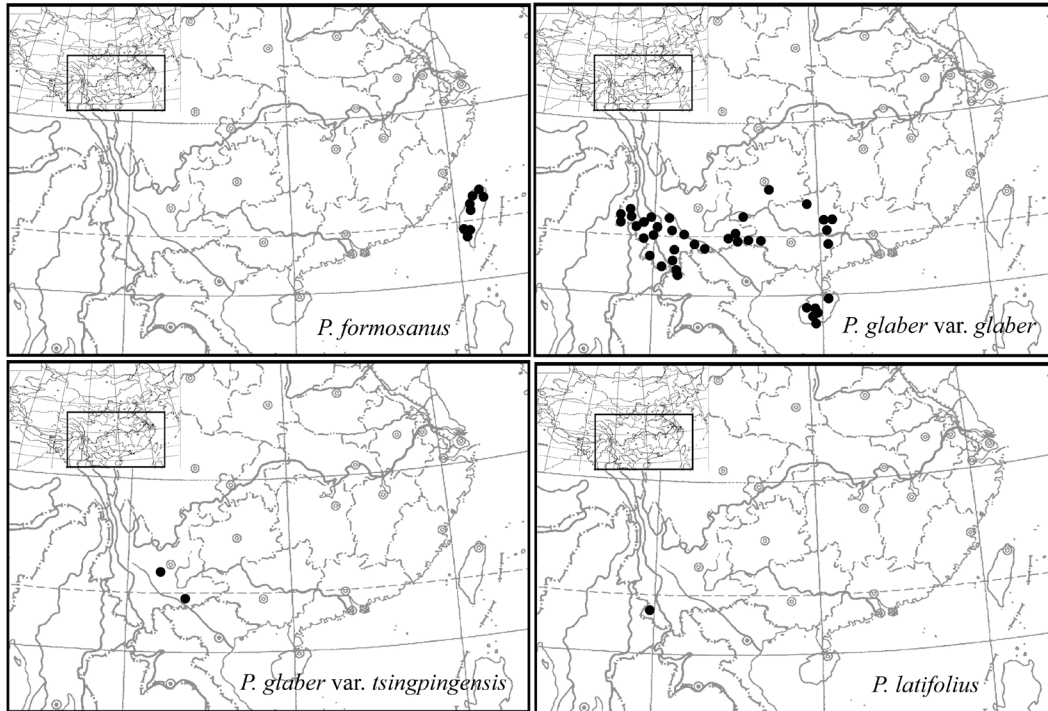 P. formosanus
P. glaber var. glaber
P. glaber var. tsingpingensis
P. latifolius